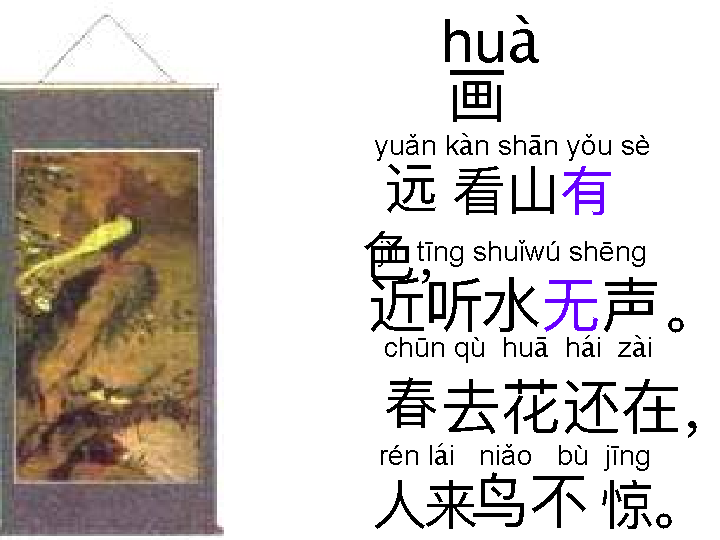 huà
画
yuǎn kàn shān yǒu sè
远 看山有
色,
tīng shuǐwú shēng
近听水无声。
chūn qù huā hái zài
春去花还在,
rén lái niǎo bù jīng
人来鸟不 惊。